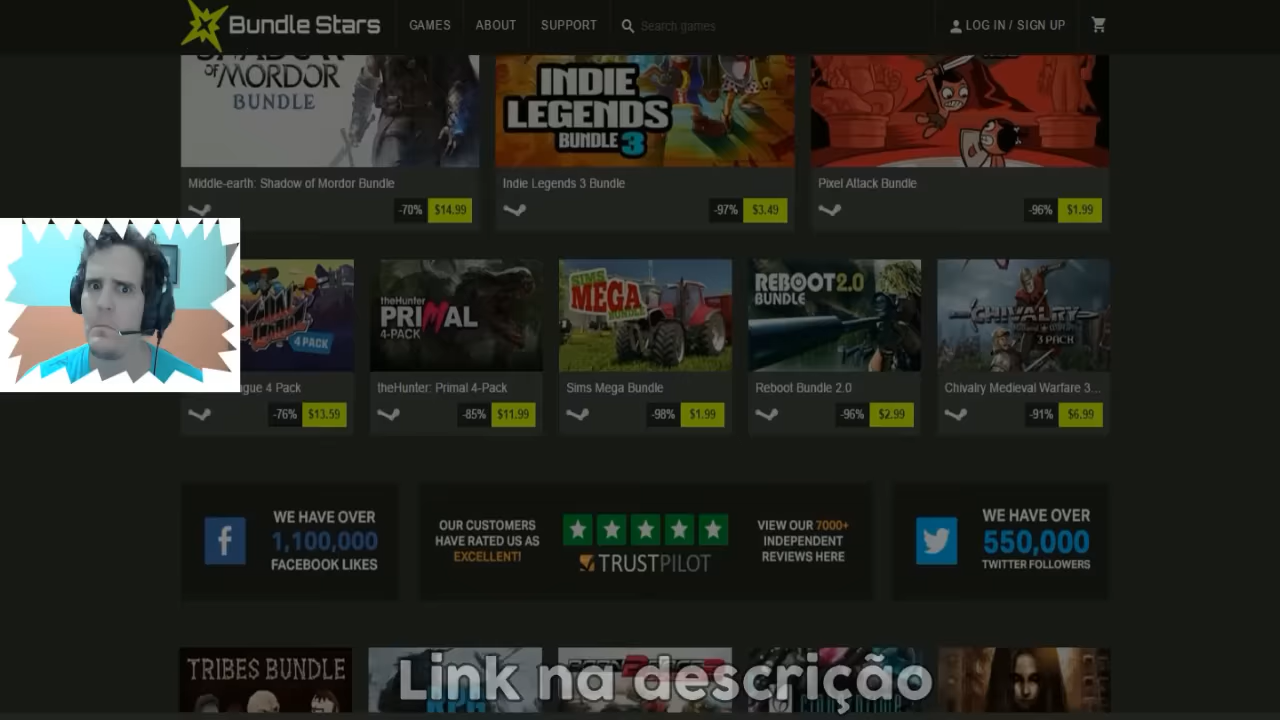 Bundle Stars
GAMES
ABOUT
SUPPORT
Search games
LOG IN / SIGN UP
OF MORDOR
BUNDLE
INDIE
LEGENDS
BUNDLE 3
Middle-earth: Shadow of Mordor Bundle
-70% $14.99
Indie Legends 3 Bundle
-97% $3.49
Pixel Attack Bundle
-96% $1.99
4 PACK
theHunter
PRIMAL
4-PACK
SIMS
MEGA
BUNDLE
REBOOT2.0
BUNDLE
CHIVALRY
3 PACK
gue 4 Pack
-76% $13.59
theHunter: Primal 4-Pack
-85% $11.99
Sims Mega Bundle
-98% $1.99
Reboot Bundle 2.0
-96% $2.99
Chivalry Medieval Warfare 3...
-91% $6.99
WE HAVE OVER
1,100,000
FACEBOOK LIKES
OUR CUSTOMERS
HAVE RATED US AS
EXCELLENT!
TRUSTPILOT
VIEW OUR 7000+
INDEPENDENT
REVIEWS HERE
WE HAVE OVER
550,000
TWITTER FOLLOWERS
TRIBES BUNDLE
Link na descrição